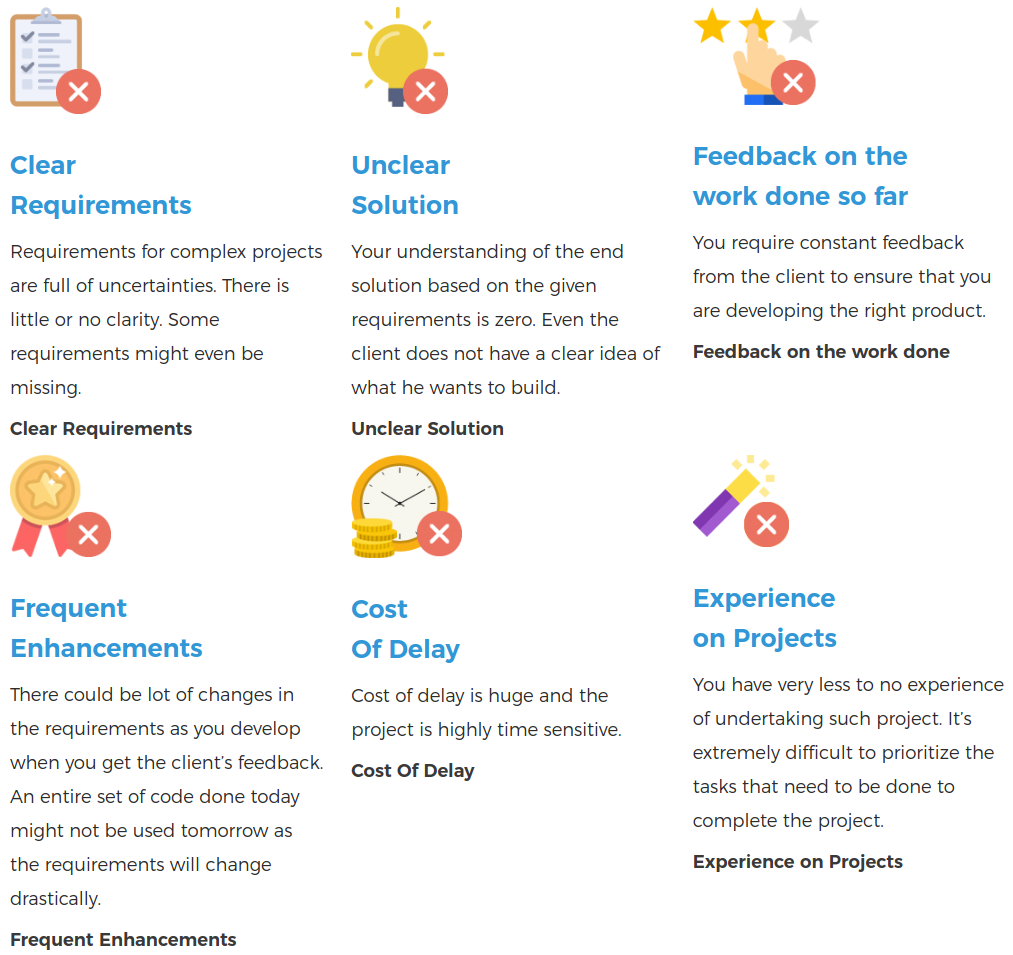 Clear
Requirements
Requirements for complex projects
are full of uncertainties. There is
little or no clarity. Some
requirements might even be
missing.
Clear Requirements
Unclear
Solution
Your understanding of the end
solution based on the given
requirements is zero. Even the
client does not have a clear idea of
what he wants to build.
Unclear Solution
Feedback on the
work done so far
You require constant feedback
from the client to ensure that you
are developing the right product.
Feedback on the work done
Frequent
Enhancements
There could be lot of changes in
the requirements as you develop
when you get the client’s feedback.
An entire set of code done today
might not be used tomorrow as
the requirements will change
drastically.
Frequent Enhancements
Cost
Of Delay
Cost of delay is huge and the
project is highly time sensitive.
Cost Of Delay
Experience
on Projects
You have very less to no experience
of undertaking such project. It’s
extremely difficult to prioritize the
tasks that need to be done to
complete the project.
Experience on Projects